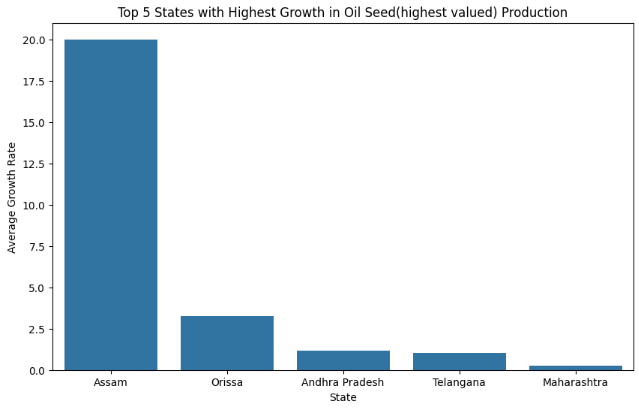 Top 5 States with Highest Growth in Oil Seed(highest valued) Production
20.0
17.5
15.0
12.5
10.0
7.5
5.0
2.5
0.0
Average Growth Rate
Assam Orissa Andhra Pradesh Telangana Maharashtra
State